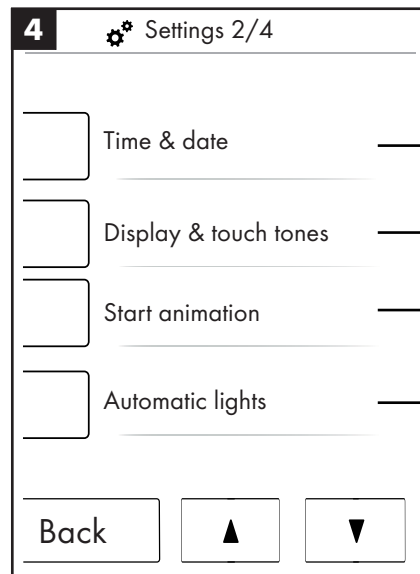 4
Settings 2/4
Time & date
Display & touch tones
Start animation
Automatic lights
Back